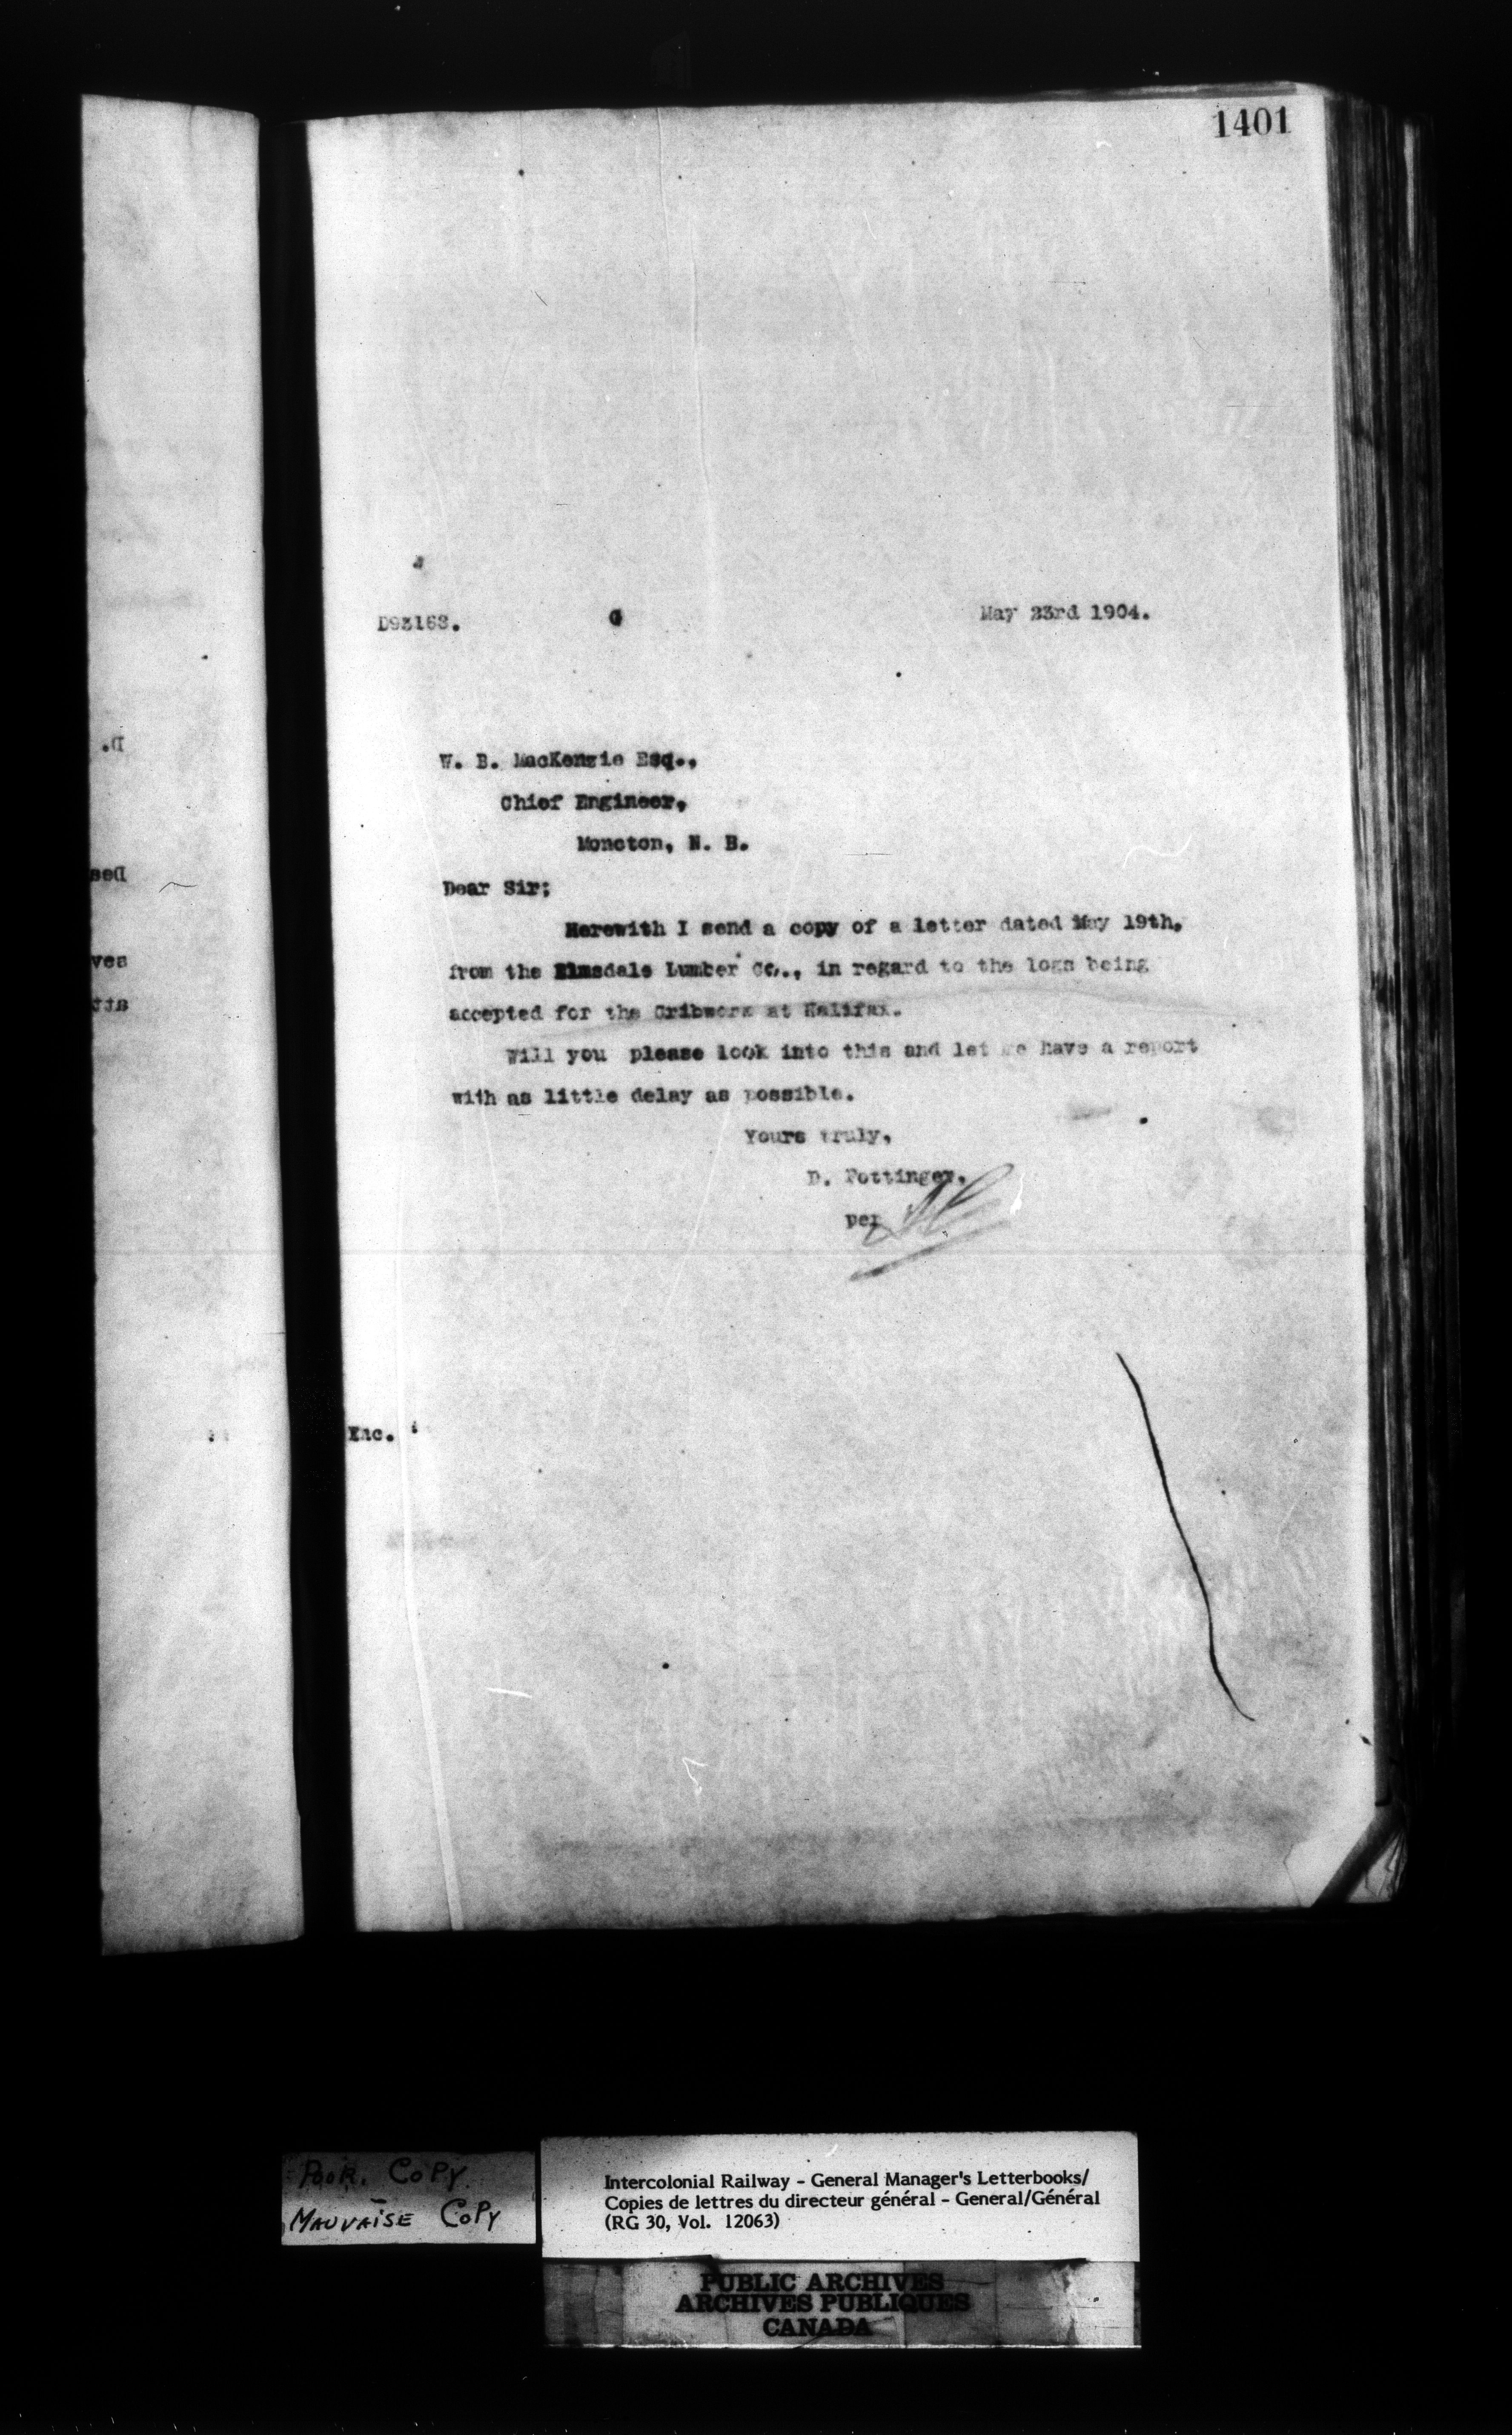 1401
D93168.
May 23rd 1904.
W. B. MacKenzie Esq.,
Chief Engineer,
Moncton, N. B.
Dear Sir;
Herewith I send a copy of a letter dated May 19th,
from the Elmsdale Lumber Co., in regard to the logs being
accepted for the Cribwork at Halifax.
Will you please look into this and let me have a report
with as little delay as possible.
Yours truly,
D. Pottinger,
per
Enc.
POOR. COPY
MAUVAISE COPY
Intercolonial Railway - General Manager's Letterbooks/
Copies de lettres du directeur général - General/Général
(RG 30, Vol. 12063)
PUBLIC ARCHIVES
ARCHIVES PUBLIQUES
CANADA